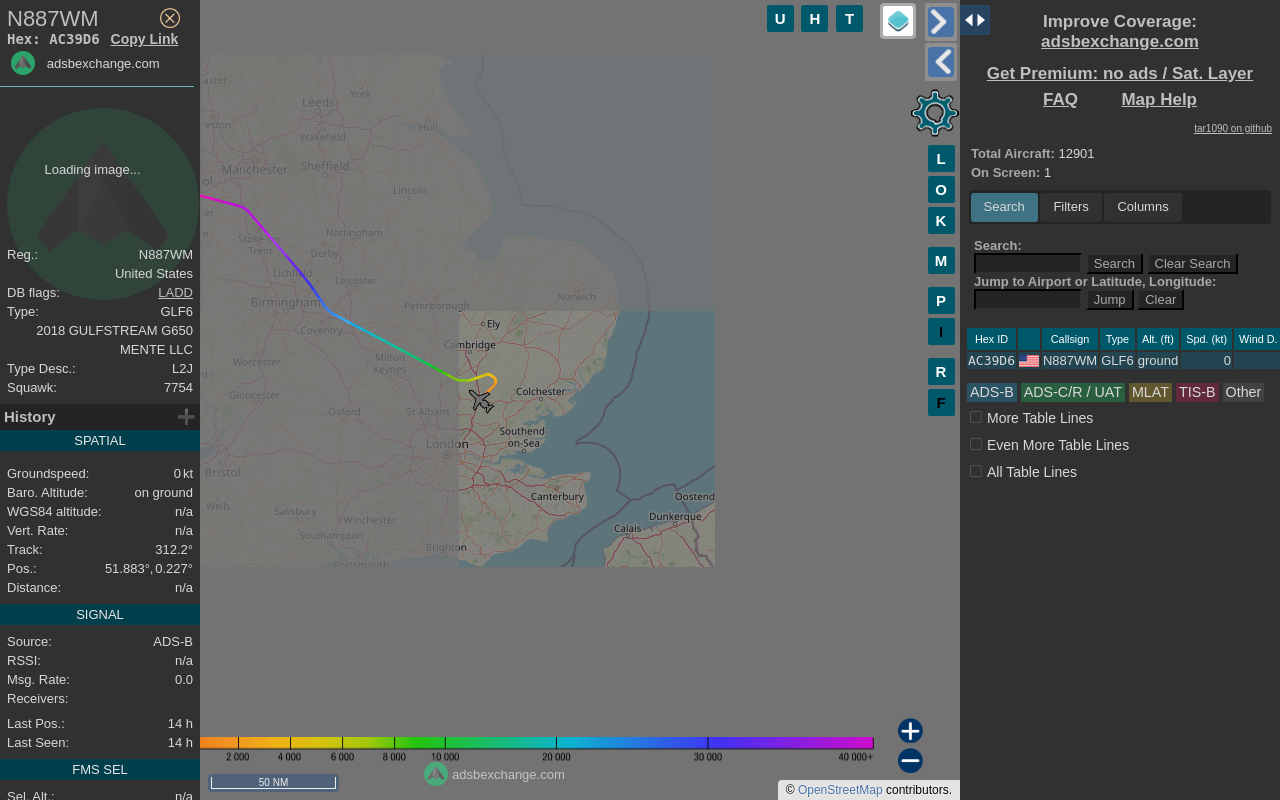 N887WM
Hex: AC39D6 Copy Link
adsbexchange.com
Loading image...
Reg.: N887WM
United States
DB flags: LADD
Type: GLF6
2018 GULFSTREAM G650
MENTE LLC
Type Desc.: L2J
Squawk: 7754
History
SPATIAL
Groundspeed: 0 kt
Baro. Altitude: on ground
WGS84 altitude: n/a
Vert. Rate: n/a
Track: 312.2°
Pos.: 51.883°, 0.227°
Distance: n/a
SIGNAL
Source: ADS-B
RSSI: n/a
Msg. Rate: 0.0
Receivers:
Last Pos.: 14 h
Last Seen: 14 h
FMS SEL
Sel. Alt.: n/a
U H T
L
O
K
M
P
I
R
F
York
Leeds
Hull
Wakefield
Manchester
Sheffield
Lincoln
Stoke-on-
Trent
Nottingham
Derby
Lichfield
Leicester
Birmingham
Peterborough
Norwich
Coventry
Ely
Cambridge
Worcester
Milton
Keynes
Colchester
Gloucester
Oxford
St Albans
Southend-
on-Sea
London
Bristol
Canterbury
Oostend
Wells
Salisbury
Winchester
Dunkerque
Calais
Southampton
Brighton
Portsmouth
2 000 4 000 6 000 8 000 10 000 20 000 30 000 40 000+
adsbexchange.com
50 NM
© OpenStreetMap contributors.
Improve Coverage:
adsbexchange.com
Get Premium: no ads / Sat. Layer
FAQ Map Help
tar1090 on github
Total Aircraft: 12901
On Screen: 1
Search Filters Columns
Search:
Search Clear Search
Jump to Airport or Latitude, Longitude:
Jump Clear
Hex ID Callsign Type Alt. (ft) Spd. (kt) Wind D.
AC39D6 N887WM GLF6 ground 0
ADS-B ADS-C/R / UAT MLAT TIS-B Other
More Table Lines
Even More Table Lines
All Table Lines